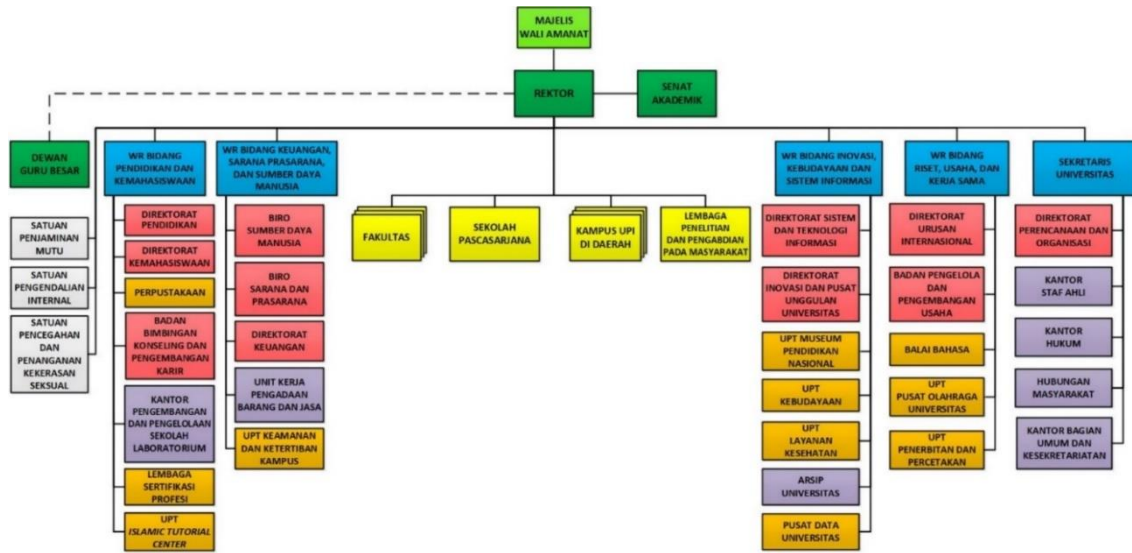 MAJELIS
WALI AMANAT
REKTOR
SENAT
AKADEMIK
DEWAN
GURU BESAR
WR BIDANG
PENDIDIKAN DAN
KEMAHASISWAAN
WR BIDANG KEUANGAN,
SARANA PRASARANA,
DAN SUMBER DAYA
MANUSIA
WR BIDANG INOVASI,
KEBUDAYAAN DAN
SISTEM INFORMASI
WR BIDANG
RISET, USAHA, DAN
KERJA SAMA
SEKRETARIS
UNIVERSITAS
SATUAN
PENJAMINAN
MUTU
SATUAN
PENGENDALIAN
INTERNAL
SATUAN
PENCEGAHAN
DAN
PENANGANAN
KEKERASAN
SEKSUAL
DIREKTORAT
PENDIDIKAN
DIREKTORAT
KEMAHASISWAAN
PERPUSTAKAAN
BADAN
BIMBINGAN
KONSELING DAN
PENGEMBANGAN
KARIR
KANTOR
PENGEMBANGAN
DAN PENGELOLAAN
SEKOLAH
LABORATORIUM
LEMBAGA
SERTIFIKASI
PROFESI
UPT
ISLAMIC TUTORIAL
CENTER
BIRO
SUMBER DAYA
MANUSIA
BIRO
SARANA DAN
PRASARANA
DIREKTORAT
KEUANGAN
UNIT KERJA
PENGADAAN
BARANG DAN JASA
UPT KEAMANAN
DAN KETERTIBAN
KAMPUS
FAKULTAS
SEKOLAH
PASCASARJANA
KAMPUS UPI
DI DAERAH
LEMBAGA
PENELITIAN
DAN PENGABDIAN
PADA MASYARAKAT
DIREKTORAT SISTEM
DAN TEKNOLOGI
INFORMASI
DIREKTORAT
INOVASI DAN PUSAT
UNGGULAN
UNIVERSITAS
UPT MUSEUM
PENDIDIKAN
NASIONAL
UPT
KEBUDAYAAN
UPT
LAYANAN
KESEHATAN
ARSIP
UNIVERSITAS
PUSAT DATA
UNIVERSITAS
DIREKTORAT
URUSAN
INTERNASIONAL
BADAN PENGELOLA
DAN
PENGEMBANGAN
USAHA
BALAI BAHASA
UPT
PUSAT OLAHRAGA
UNIVERSITAS
UPT
PENERBITAN DAN
PERCETAKAN
DIREKTORAT
PERENCANAAN DAN
ORGANISASI
KANTOR
STAF AHLI
KANTOR
HUKUM
HUBUNGAN
MASYARAKAT
KANTOR BAGIAN
UMUM DAN
KESEKRETARIATAN